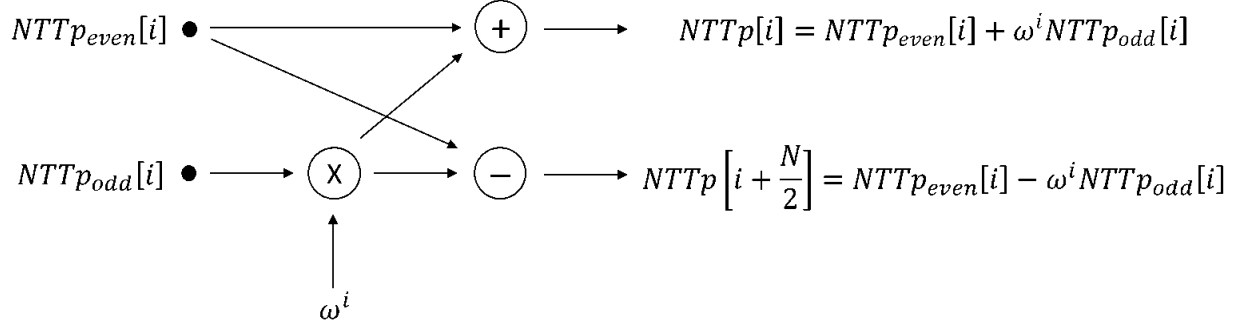 NTTp_even[i] + NTTp[i] = NTTp_even[i] + ω^i NTTp_odd[i]
NTTp_odd[i] X − NTTp[i + N/2] = NTTp_even[i] − ω^i NTTp_odd[i]
ω^i